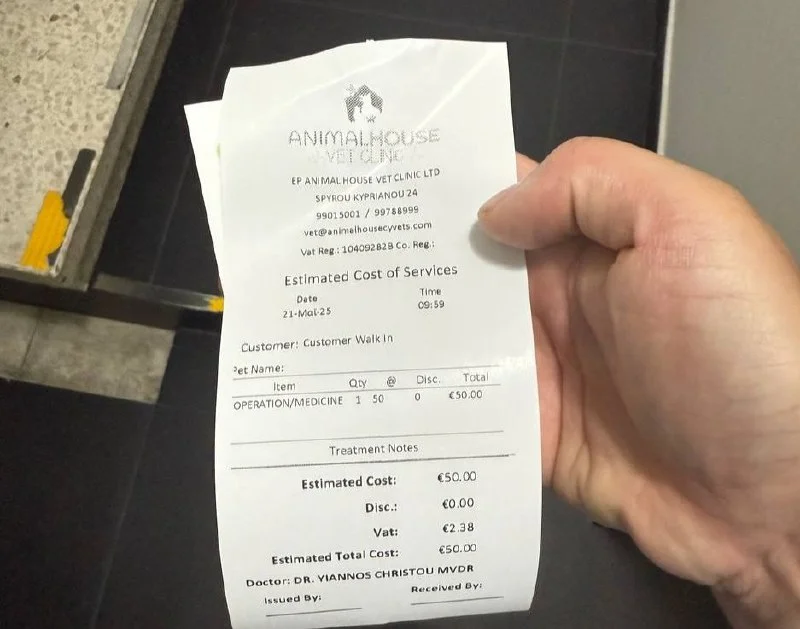 ANIMALHOUSE
VET CLINIC
EP ANIMAL HOUSE VET CLINIC LTD
SPYROU KYPRIANOU 24
99015001 / 99788999
vet@animelhousecyvets.com
Vat Reg.: 10409282B Co. Reg.:
Estimated Cost of Services
Date Time
21-Mai-25 09:59
Customer: Customer Walk In
Pet Name:
Item Qty @ Disc. Total
OPERATION/MEDICINE 1 50 0 €50.00
Treatment Notes
Estimated Cost: €50.00
Disc.: €0.00
Vat: €2.38
Estimated Total Cost: €50.00
Doctor: DR. YIANNOS CHRISTOU MVDR
Issued By: Received By: